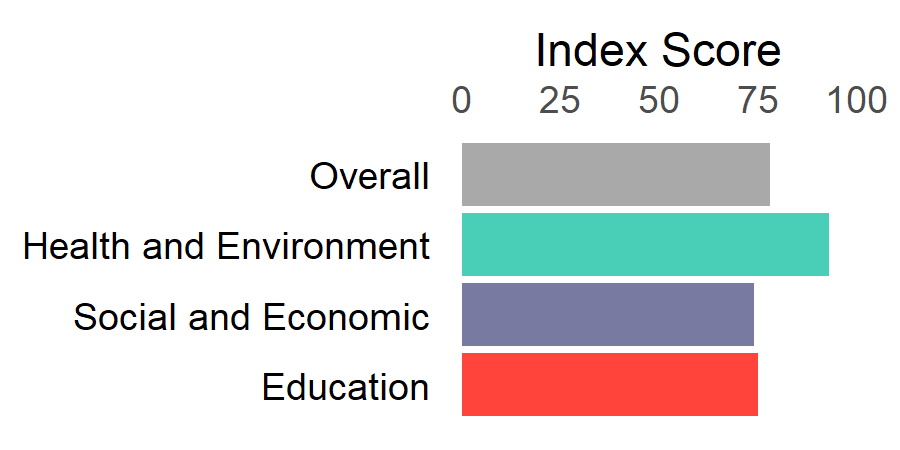 Index Score
0 25 50 75 100
Overall
Health and Environment
Social and Economic
Education